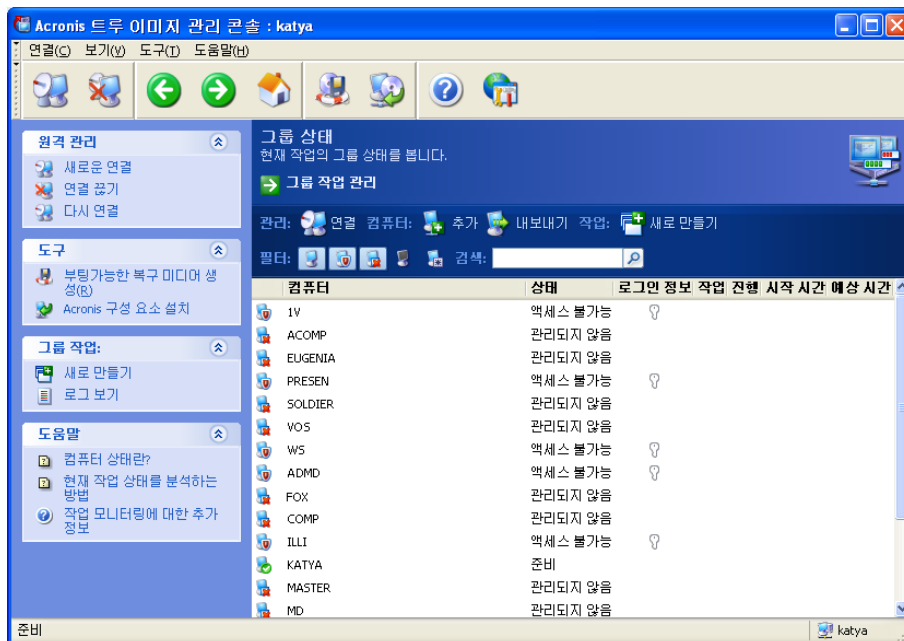 Acronis 트루 이미지 관리 콘솔 : katya
연결(C) 보기(V) 도구(T) 도움말(H)
원격 관리
새로운 연결
연결 끊기
다시 연결
도구
부팅가능한 복구 미디어 생
성(R)
Acronis 구성 요소 설치
그룹 작업:
새로 만들기
로그 보기
도움말
컴퓨터 상태란?
현재 작업 상태를 분석하는
방법
작업 모니터링에 대한 추가
정보
그룹 상태
현재 작업의 그룹 상태를 봅니다.
그룹 작업 관리
관리: 연결 컴퓨터: 추가 내보내기 작업: 새로 만들기
필터: 검색:
컴퓨터 상태 로그인 정보 작업 진행 시작 시간 예상 시간
1V 액세스 불가능
ACOMP 관리되지 않음
EUGENIA 관리되지 않음
PRESEN 액세스 불가능
SOLDIER 관리되지 않음
VOS 관리되지 않음
WS 액세스 불가능
ADMD 액세스 불가능
FOX 관리되지 않음
COMP 관리되지 않음
ILLI 액세스 불가능
KATYA 준비
MASTER 관리되지 않음
MD 관리되지 않음
준비 katya